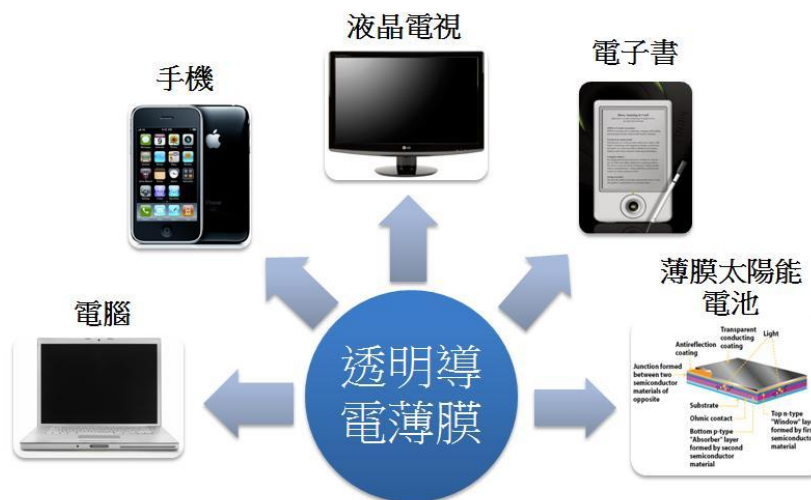 液晶電視
手機
電子書
電腦
薄膜太陽能
電池
透明導
電薄膜
Antireflection
coating
Transparent
conducting
coating
Light
Junction formed
between two
semiconductor
materials of
opposite
Substrate
Ohmic contact
Bottom p-type
"Absorber" layer
formed by second
semiconductor
material
Top n-type
"Window" lay
formed by first
semiconducto
material